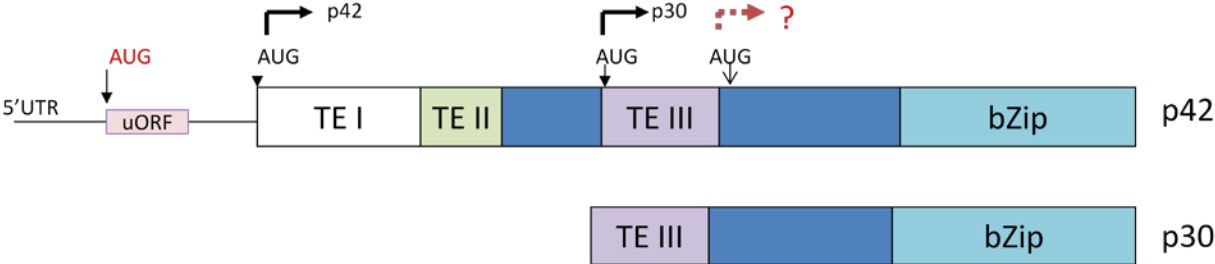 p42 p30 ?
AUG AUG AUG AUG
5'UTR uORF TE I TE II TE III bZip p42
TE III bZip p30